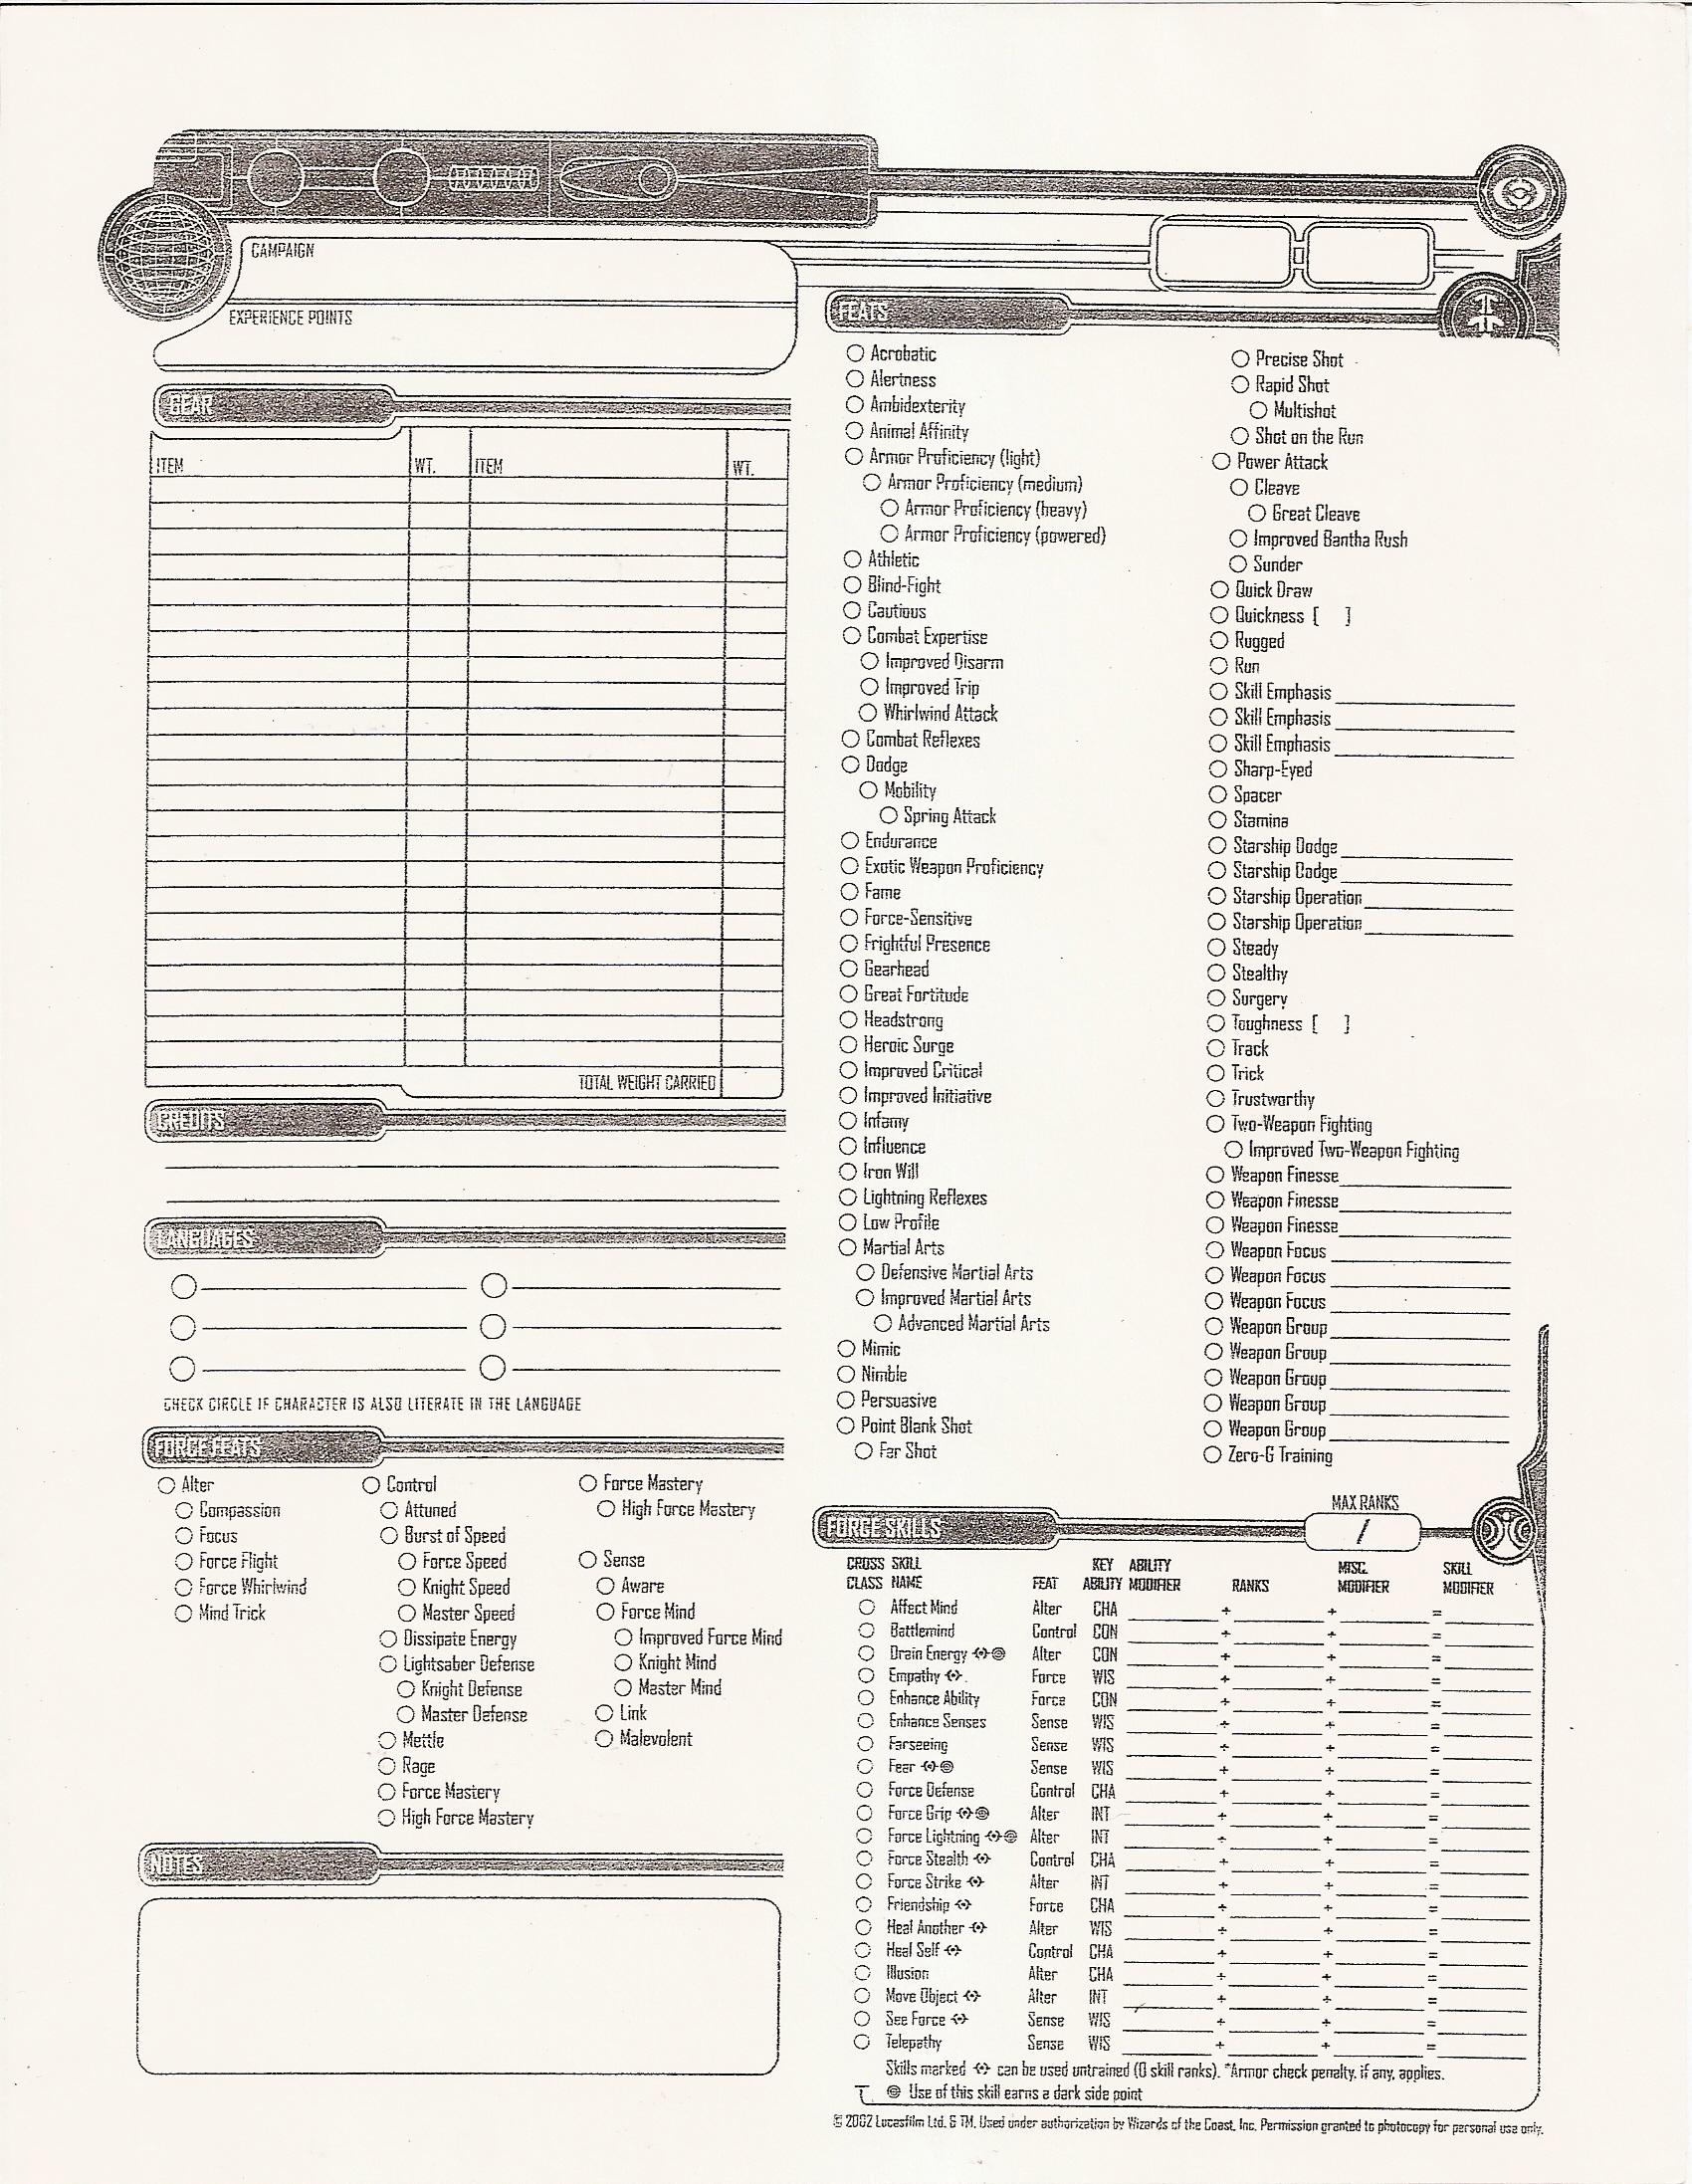 CAMPAIGN
EXPERIENCE POINTS
GEAR
ITEM WT. ITEM WT.
TOTAL WEIGHT CARRIED
CREDITS
LANGUAGES
CHECK CIRCLE IF CHARACTER IS ALSO LITERATE IN THE LANGUAGE
FORCE FEATS
Alter
Compassion
Focus
Force Flight
Force Whirlwind
Mind Trick
Control
Attuned
Burst of Speed
Force Speed
Knight Speed
Master Speed
Dissipate Energy
Lightsaber Defense
Knight Defense
Master Defense
Mettle
Rage
Force Mastery
High Force Mastery
Force Mastery
High Force Mastery
Sense
Aware
Force Mind
Improved Force Mind
Knight Mind
Master Mind
Link
Malevolent
NOTES
FEATS
Acrobatic
Alertness
Ambidexterity
Animal Affinity
Armor Proficiency (light)
Armor Proficiency (medium)
Armor Proficiency (heavy)
Armor Proficiency (powered)
Athletic
Blind-Fight
Cautious
Combat Expertise
Improved Disarm
Improved Trip
Whirlwind Attack
Combat Reflexes
Dodge
Mobility
Spring Attack
Endurance
Exotic Weapon Proficiency
Fame
Force-Sensitive
Frightful Presence
Gearhead
Great Fortitude
Headstrong
Heroic Surge
Improved Critical
Improved Initiative
Infamy
Influence
Iron Will
Lightning Reflexes
Low Profile
Martial Arts
Defensive Martial Arts
Improved Martial Arts
Advanced Martial Arts
Mimic
Nimble
Persuasive
Point Blank Shot
Far Shot
Precise Shot
Rapid Shot
Multishot
Shot on the Run
Power Attack
Cleave
Great Cleave
Improved Bantha Rush
Sunder
Quick Draw
Quickness [ ]
Rugged
Run
Skill Emphasis
Skill Emphasis
Skill Emphasis
Sharp-Eyed
Spacer
Stamina
Starship Dodge
Starship Dodge
Starship Operation
Starship Operation
Steady
Stealthy
Surgery
Toughness [ ]
Track
Trick
Trustworthy
Two-Weapon Fighting
Improved Two-Weapon Fighting
Weapon Finesse
Weapon Finesse
Weapon Finesse
Weapon Focus
Weapon Focus
Weapon Focus
Weapon Group
Weapon Group
Weapon Group
Weapon Group
Weapon Group
Zero-G Training
MAX RANKS
FORCE SKILLS /
CROSS SKILL KEY ABILITY MISC. SKILL
CLASS NAME FEAT ABILITY MODIFIER RANKS MODIFIER MODIFIER
Affect Mind Alter CHA + + =
Battlemind Control CON + + =
Drain Energy Alter CON + + =
Empathy Force WIS + + =
Enhance Ability Force CON + + =
Enhance Senses Sense WIS + + =
Farseeing Sense WIS + + =
Fear Sense WIS + + =
Force Defense Control CHA + + =
Force Grip Alter INT + + =
Force Lightning Alter INT + + =
Force Stealth Control CHA + + =
Force Strike Alter INT + + =
Friendship Force CHA + + =
Heal Another Alter WIS + + =
Heal Self Control CHA + + =
Illusion Alter CHA + + =
Move Object Alter INT + + =
See Force Sense WIS + + =
Telepathy Sense WIS + + =
Skills marked can be used untrained (0 skill ranks). *Armor check penalty, if any, applies.
Use of this skill earns a dark side point
© 2002 Lucasfilm Ltd. & TM. Used under authorization by Wizards of the Coast, Inc. Permission granted to photocopy for personal use only.